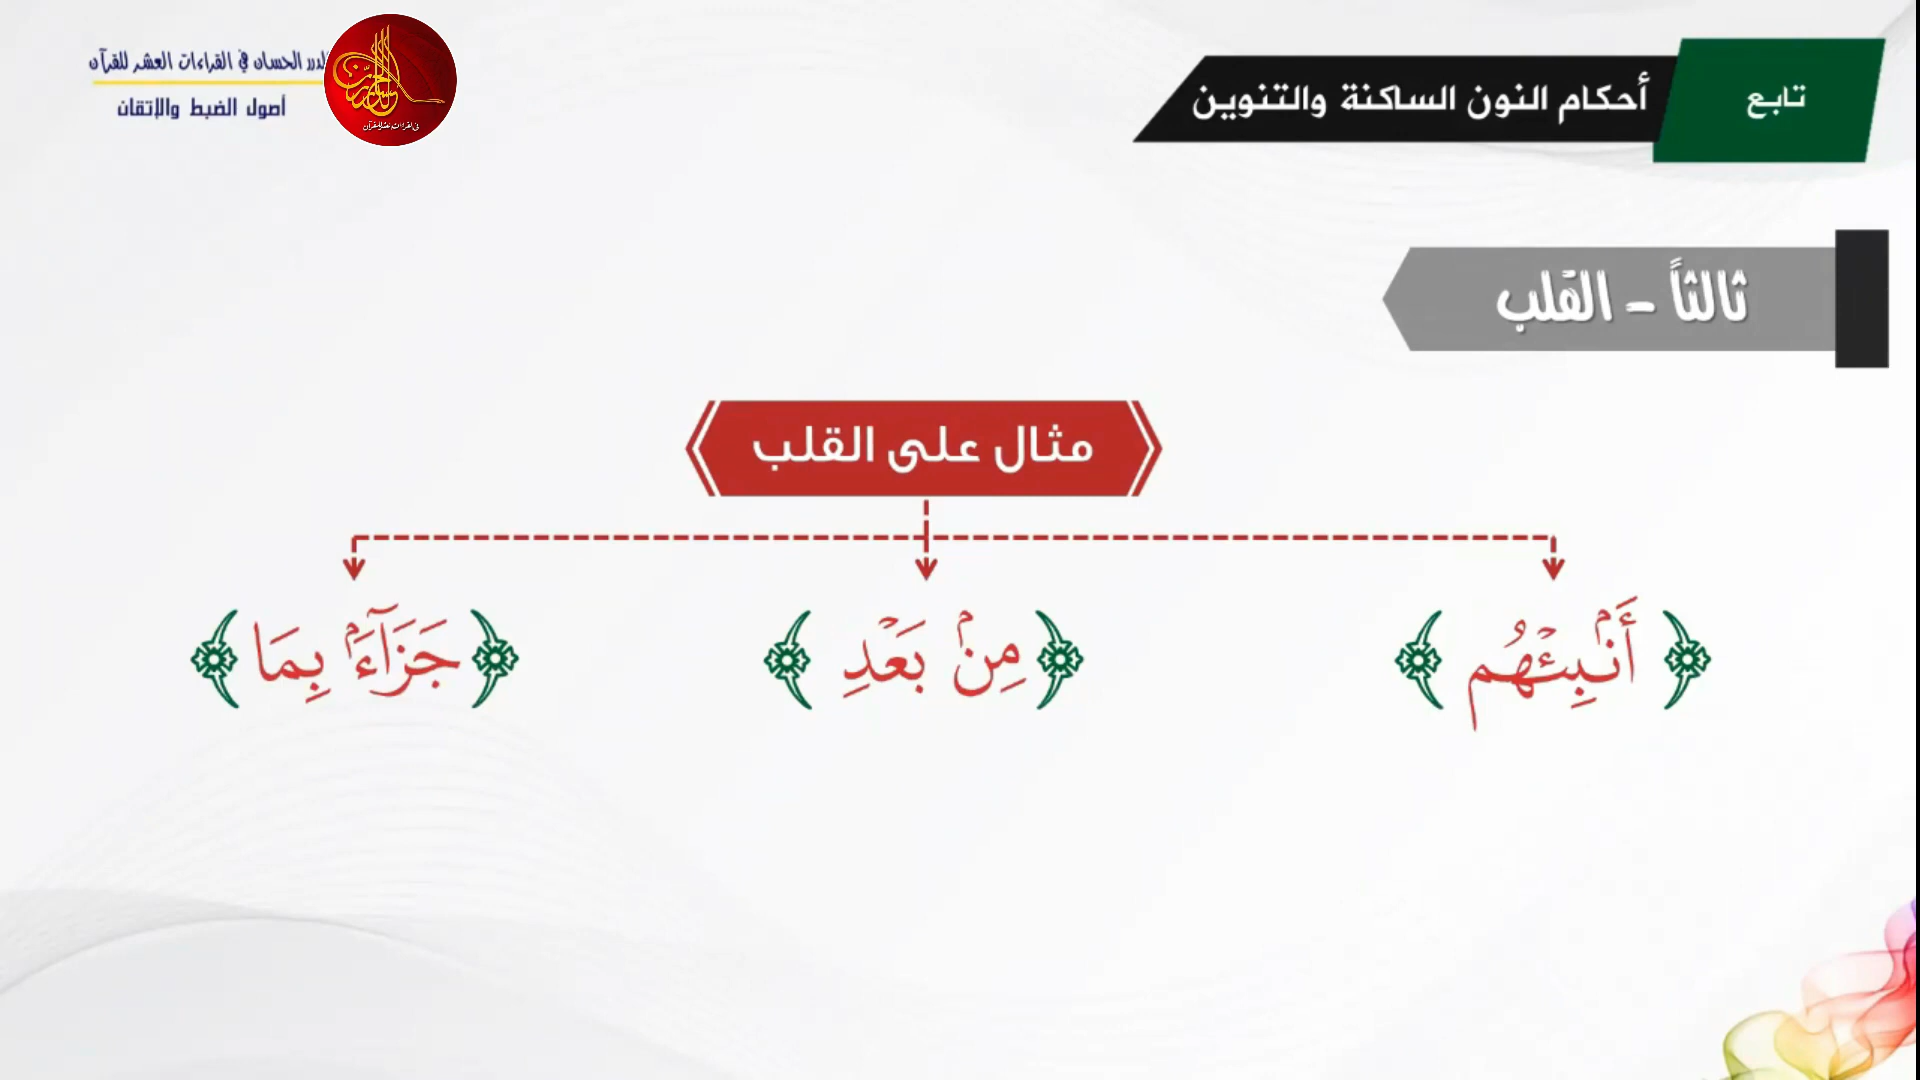 تابع
أحكام النون الساكنة والتنوين
الدرر الحسان في القراءات العشر للقرآن
أصول الضبط والإتقان
ثالثاً - القلب
مثال على القلب
﴿أَنۢبِئۡهُم﴾
﴿مِنۢ بَعۡدِ﴾
﴿جَزَآءَۢ بِمَا﴾